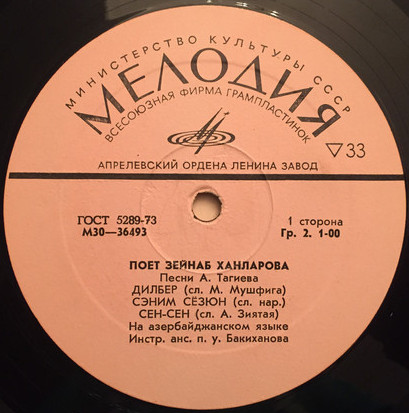 МИНИСТЕРСТВО КУЛЬТУРЫ СССР
МЕЛОДИЯ
ВСЕСОЮЗНАЯ ФИРМА ГРАМПЛАСТИНОК
▽33
АПРЕЛЕВСКИЙ ОРДЕНА ЛЕНИНА ЗАВОД
ГОСТ 5289-73
М30—36493
1 сторона
Гр. 2. 1-00
ПОЕТ ЗЕЙНАБ ХАНЛАРОВА
Песни А. Тагиева
ДИЛБЕР (сл. М. Мушфига)
СЭНИМ СЁЗЮН (сл. нар.)
СЕН-СЕН (сл. А. Зиятая)
На азербайджанском языке
Инстр. анс. п. у. Бакиханова